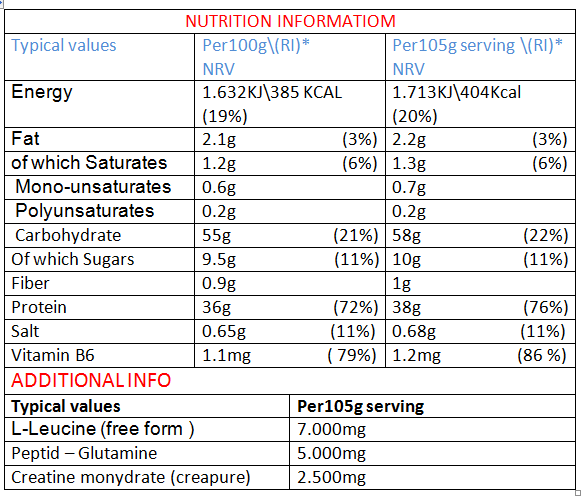 NUTRITION INFORMATIOM
Typical values Per100g\(RI)* Per105g serving \(RI)*
NRV NRV
Energy 1.632KJ\385 KCAL 1.713KJ\404Kcal
(19%) (20%)
Fat 2.1g (3%) 2.2g (3%)
of which Saturates 1.2g (6%) 1.3g (6%)
Mono-unsaturates 0.6g 0.7g
Polyunsaturates 0.2g 0.2g
Carbohydrate 55g (21%) 58g (22%)
Of which Sugars 9.5g (11%) 10g (11%)
Fiber 0.9g 1g
Protein 36g (72%) 38g (76%)
Salt 0.65g (11%) 0.68g (11%)
Vitamin B6 1.1mg ( 79%) 1.2mg (86 %)
ADDITIONAL INFO
Typical values Per105g serving
L-Leucine (free form ) 7.000mg
Peptid – Glutamine 5.000mg
Creatine monydrate (creapure) 2.500mg